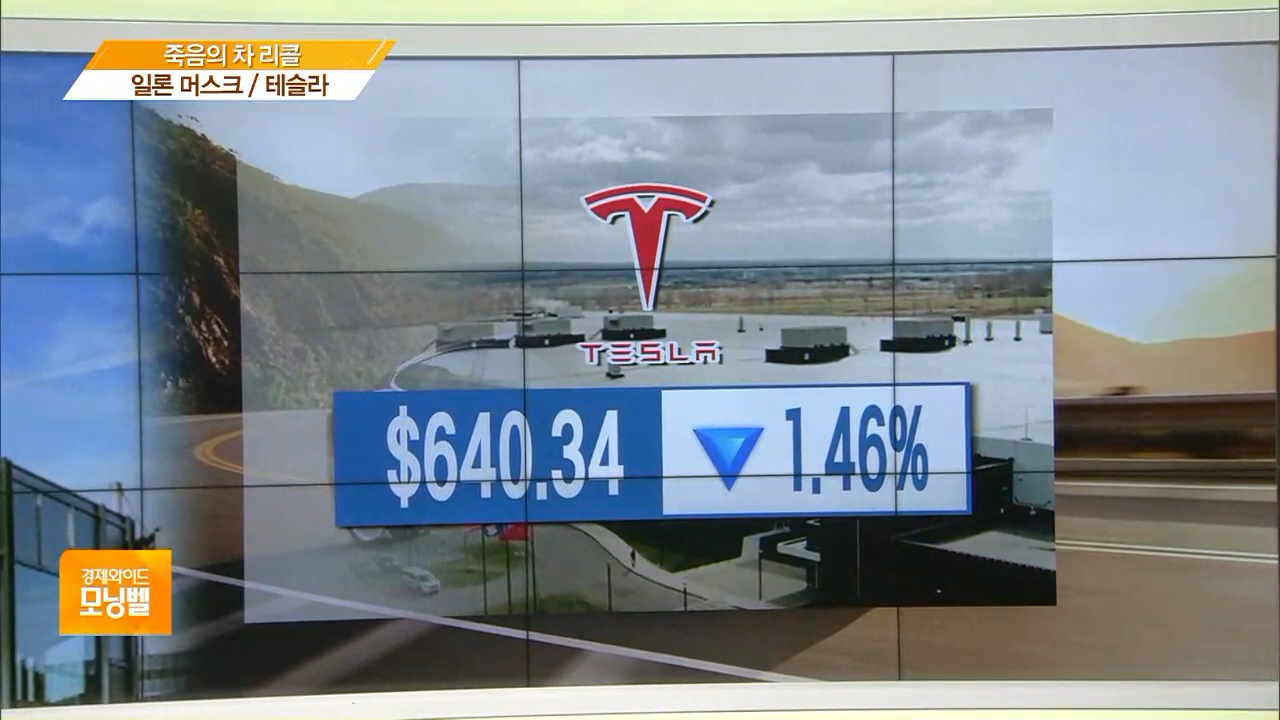 죽음의 차 리콜
일론 머스크 / 테슬라
TESLA
$640.34 ▼ 1.46%
경제와이드
모닝벨